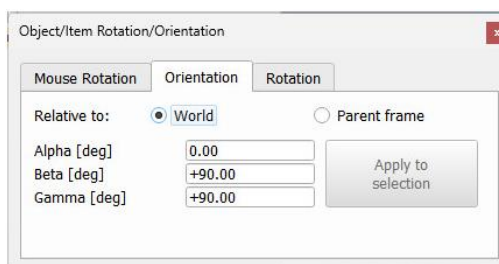 Object/Item Rotation/Orientation
Mouse Rotation Orientation Rotation
Relative to: World Parent frame
Alpha [deg] 0.00
Beta [deg] +90.00
Gamma [deg] +90.00
Apply to
selection